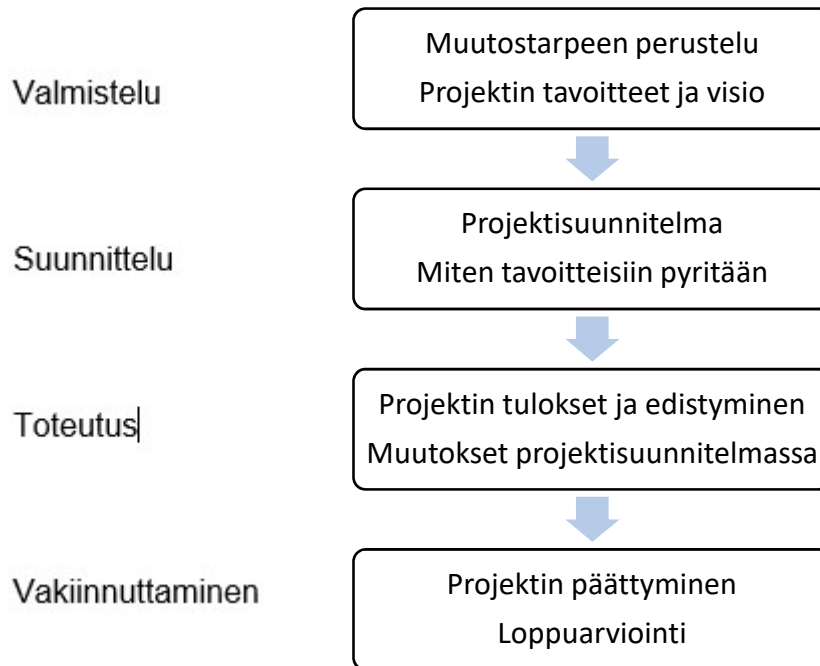 Valmistelu
Muutostarpeen perustelu
Projektin tavoitteet ja visio
Suunnittelu
Projektisuunnitelma
Miten tavoitteisiin pyritään
Toteutus
Projektin tulokset ja edistyminen
Muutokset projektisuunnitelmassa
Vakiinnuttaminen
Projektin päättyminen
Loppuarviointi